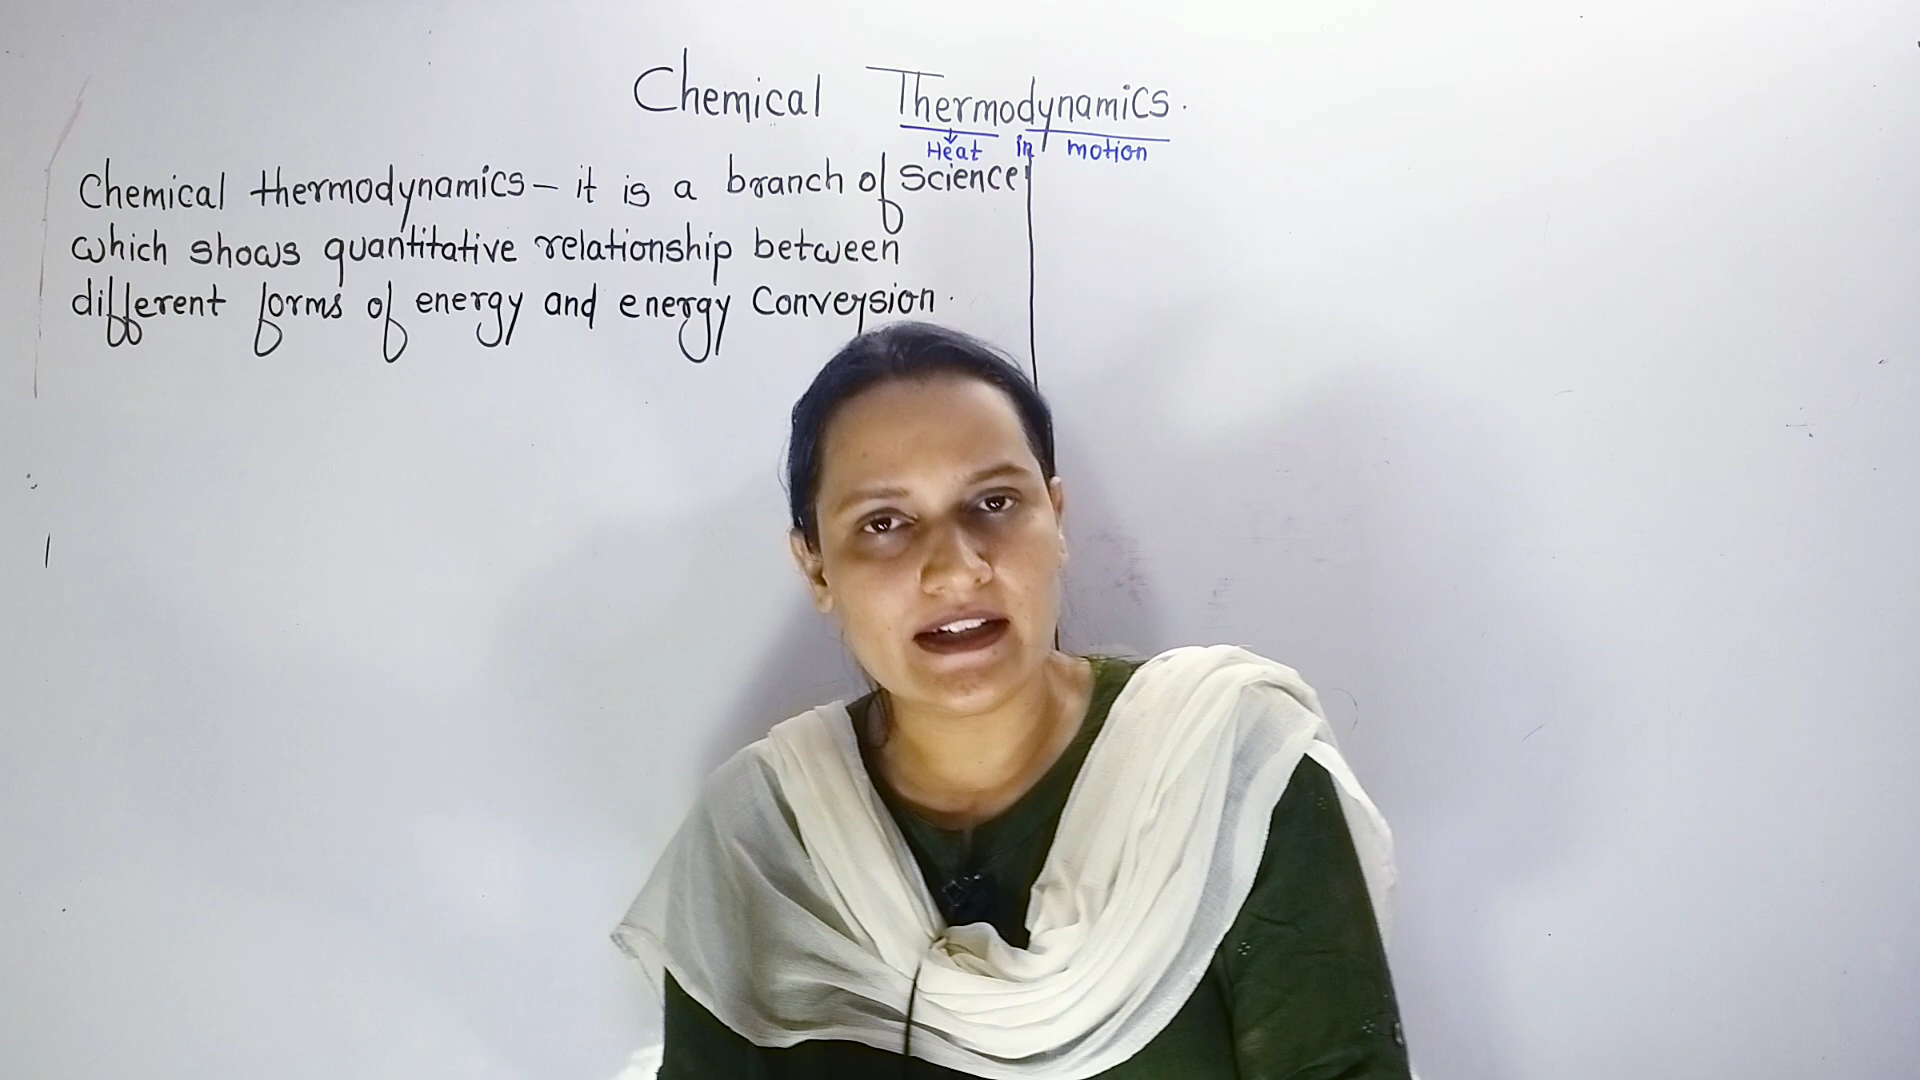 Chemical Thermodynamics.
Heat in motion
Chemical thermodynamics – it is a branch of science
which shows quantitative relationship between
different forms of energy and energy conversion.